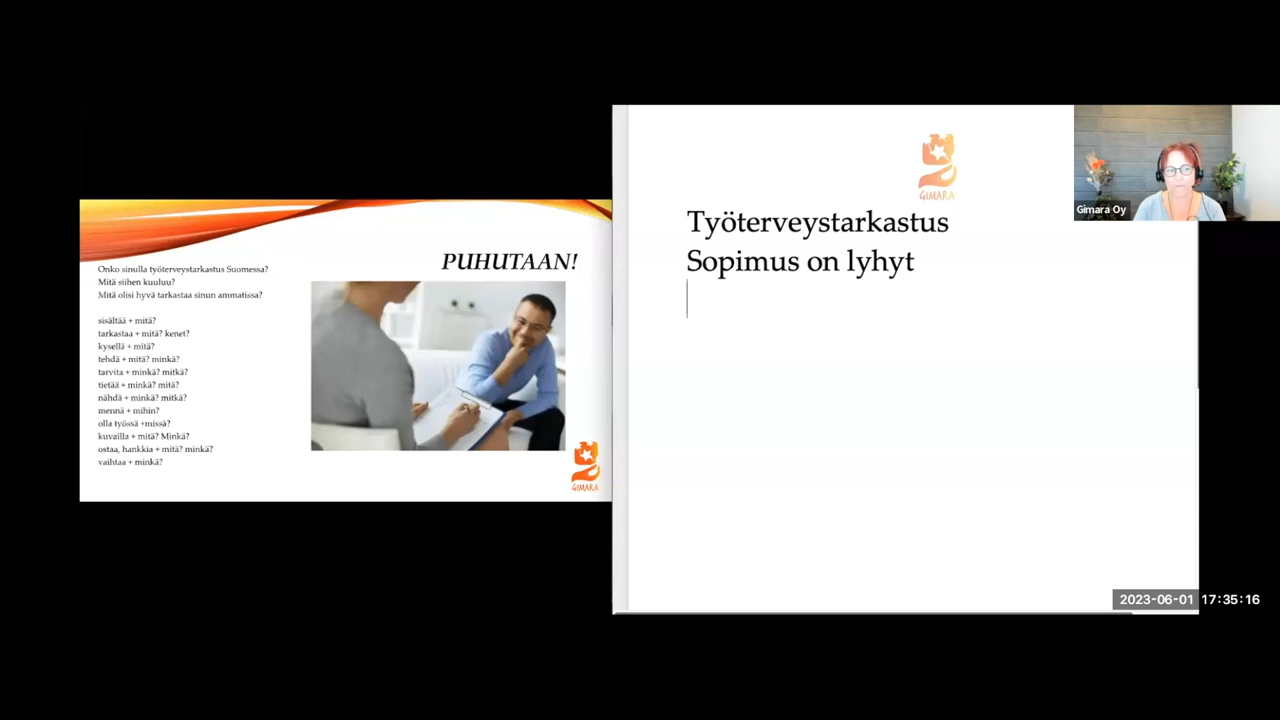 PUHUTAAN!
Onko sinulla työterveystarkastus Suomessa?
Mitä siihen kuuluu?
Mitä olisi hyvä tarkastaa sinun ammatissa?
sisältää + mitä?
tarkastaa + mitä? kenet?
kysellä + mitä?
tehdä + mitä? minkä?
tarvita + minkä? mitkä?
tietää + minkä? mitä?
nähdä + minkä? mitkä?
mennä + mihin?
olla työssä +missä?
kuvailla + mitä? Minkä?
ostaa, hankkia + mitä? minkä?
vaihtaa + minkä?
GIMARA
GIMARA
Työterveystarkastus
Sopimus on lyhyt
Gimara Oy
2023-06-01 17:35:16